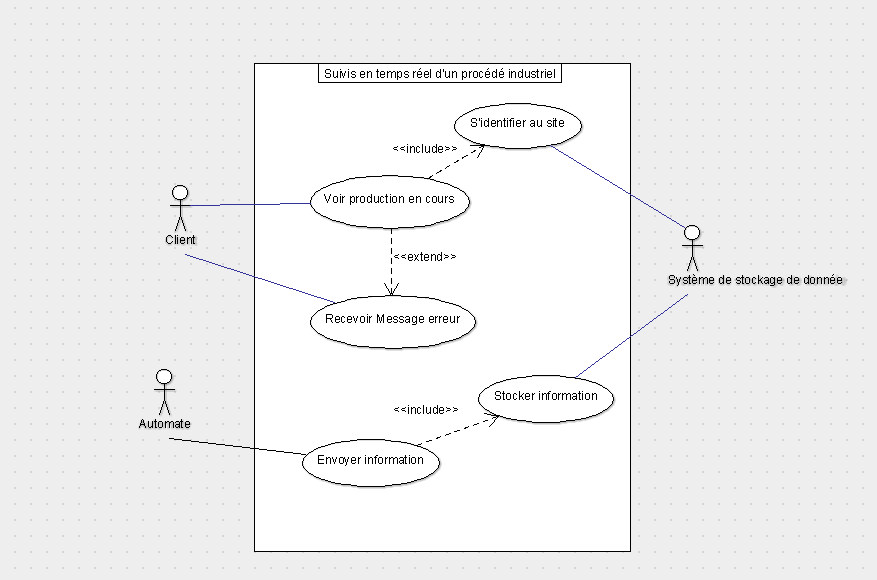 Suivis en temps réel d'un procédé industriel
S'identifier au site
<<include>>
Voir production en cours
Client
<<extend>>
Système de stockage de donnée
Recevoir Message erreur
Automate
Stocker information
<<include>>
Envoyer information